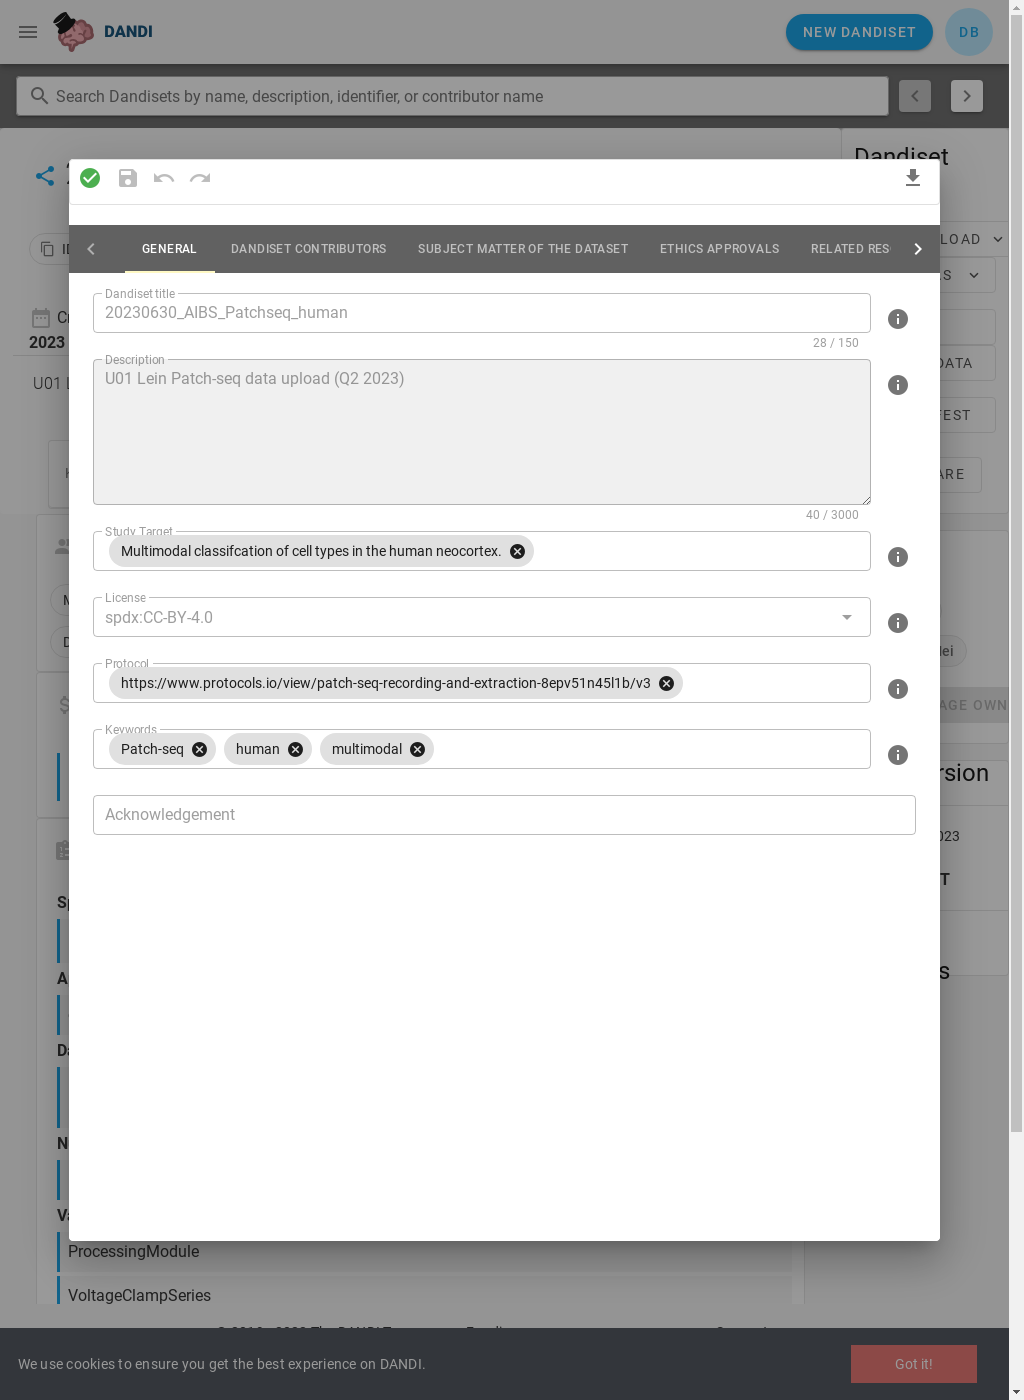 DANDI
NEW DANDISET
DB
Search Dandisets by name, description, identifier, or contributor name
Dandiset
GENERAL
DANDISET CONTRIBUTORS
SUBJECT MATTER OF THE DATASET
ETHICS APPROVALS
RELATED RES
Dandiset title
20230630_AIBS_Patchseq_human
28 / 150
2023
Description
U01 Lein Patch-seq data upload (Q2 2023)
U01
40 / 3000
Study Target
Multimodal classifcation of cell types in the human neocortex.
License
spdx:CC-BY-4.0
Protocol
https://www.protocols.io/view/patch-seq-recording-and-extraction-8epv51n45l1b/v3
Keywords
Patch-seq
human
multimodal
Acknowledgement
ProcessingModule
VoltageClampSeries
We use cookies to ensure you get the best experience on DANDI.
Got it!